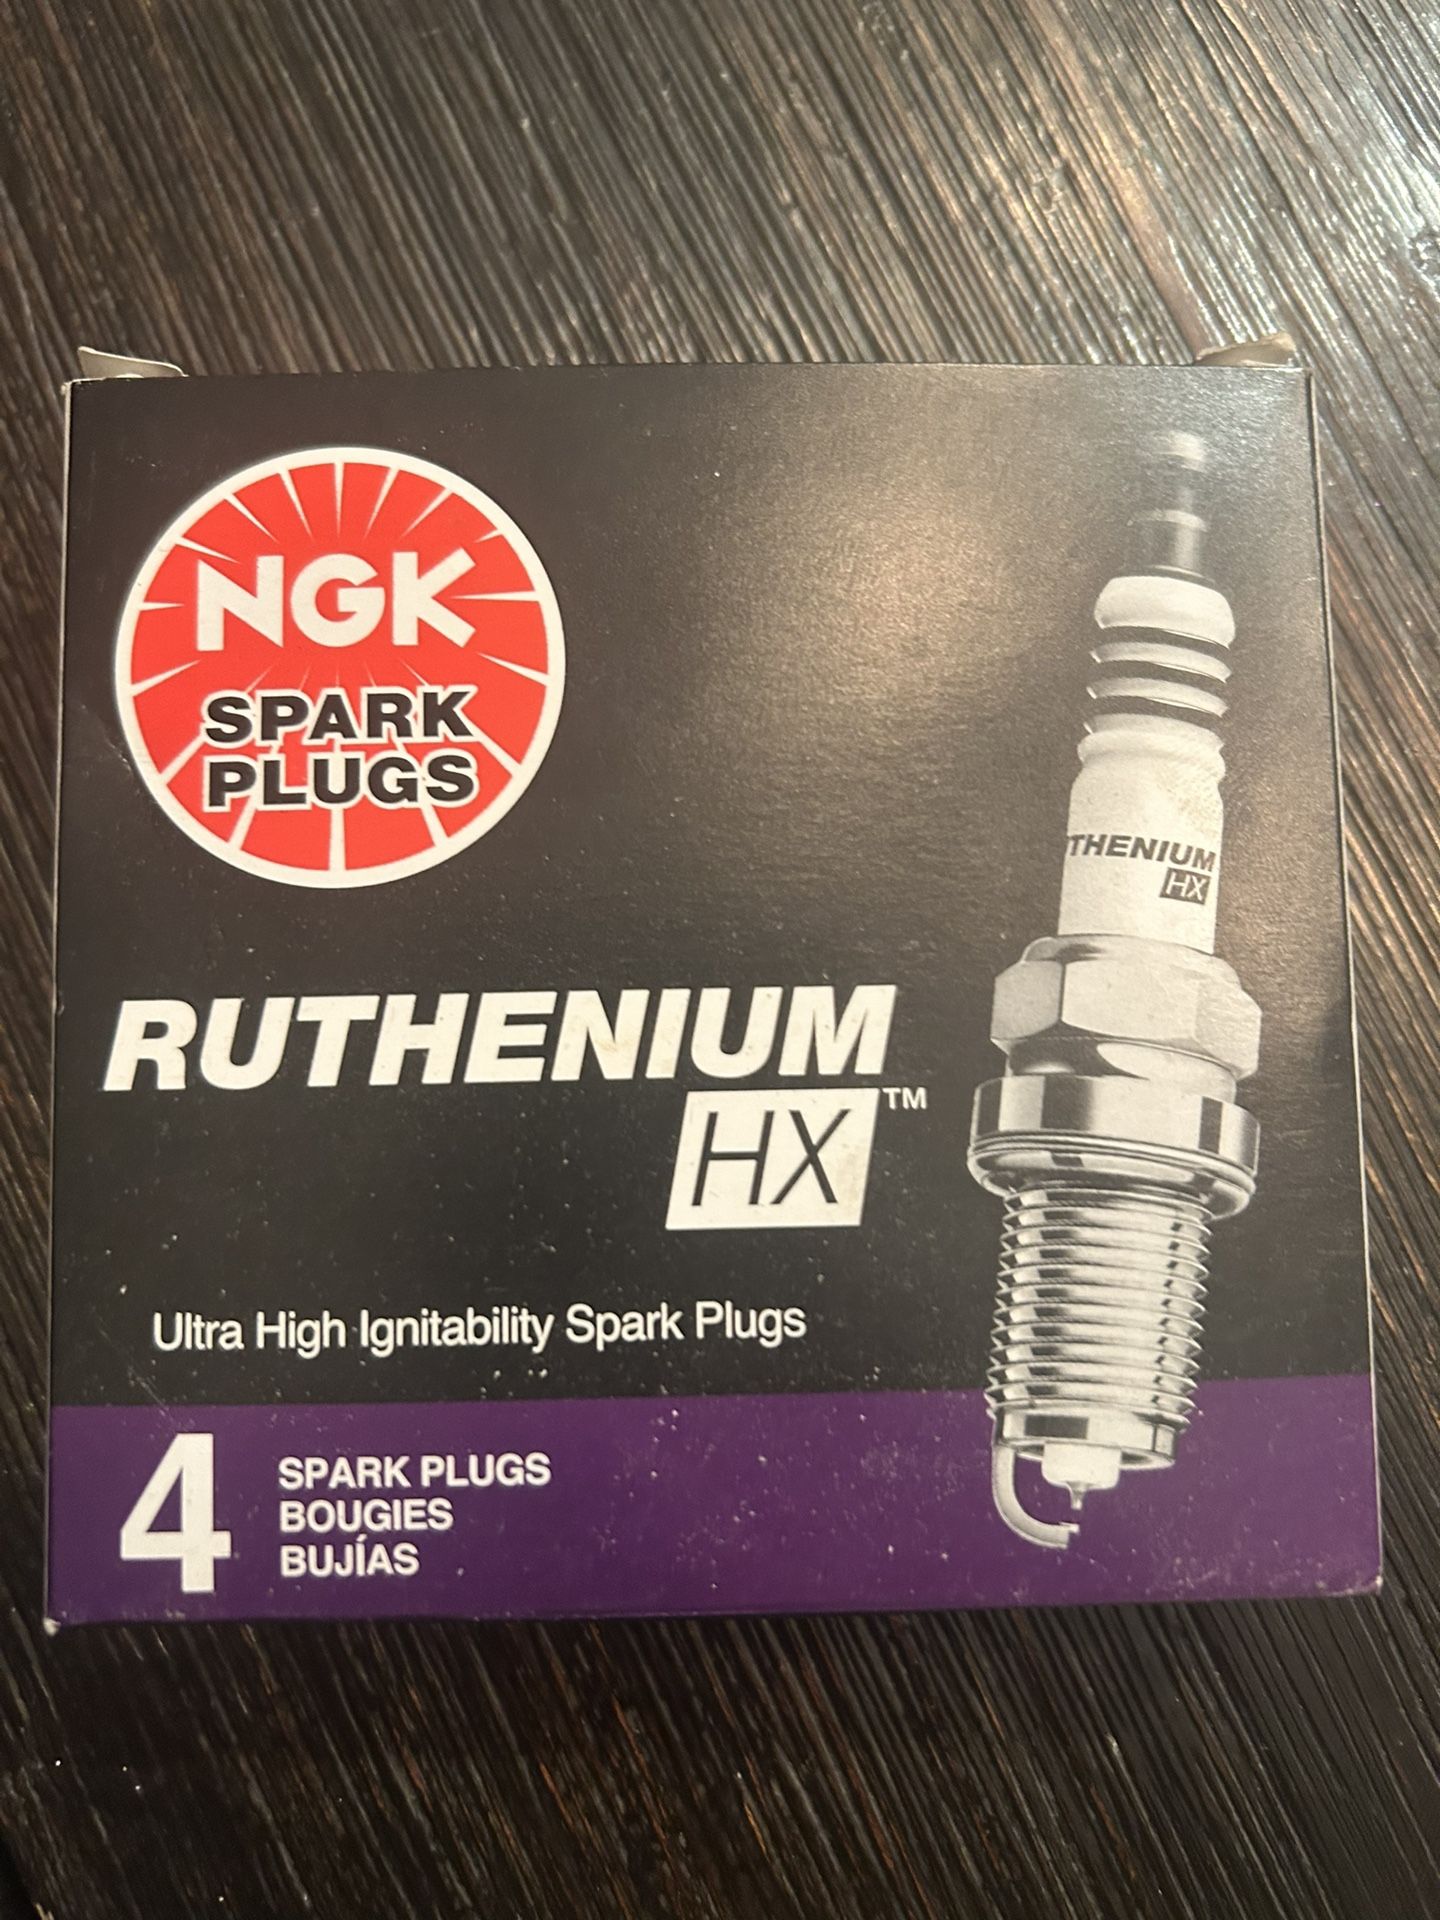 NGK
SPARK
PLUGS
RUTHENIUM
HX™
Ultra High Ignitability Spark Plugs
THENIUM
HX
4
SPARK PLUGS
BOUGIES
BUJÍAS